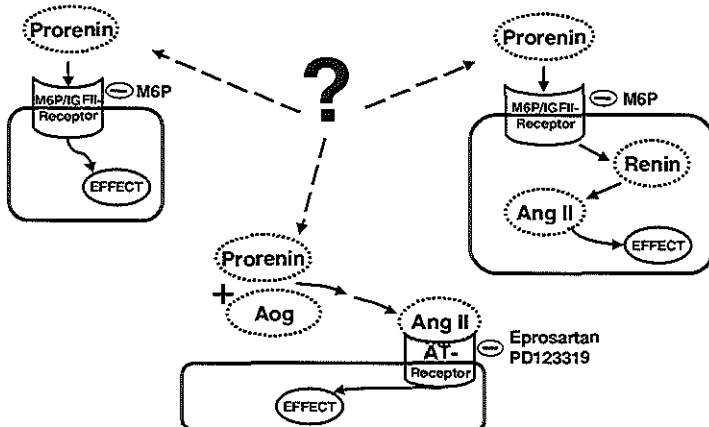 Prorenin
M6P/IGFII-
Receptor
M6P
EFFECT
?
Prorenin
M6P/IGFII-
Receptor
M6P
Renin
Ang II
EFFECT
Prorenin
+
Aog
Ang II
AT-
Receptor
Eprosartan
PD123319
EFFECT